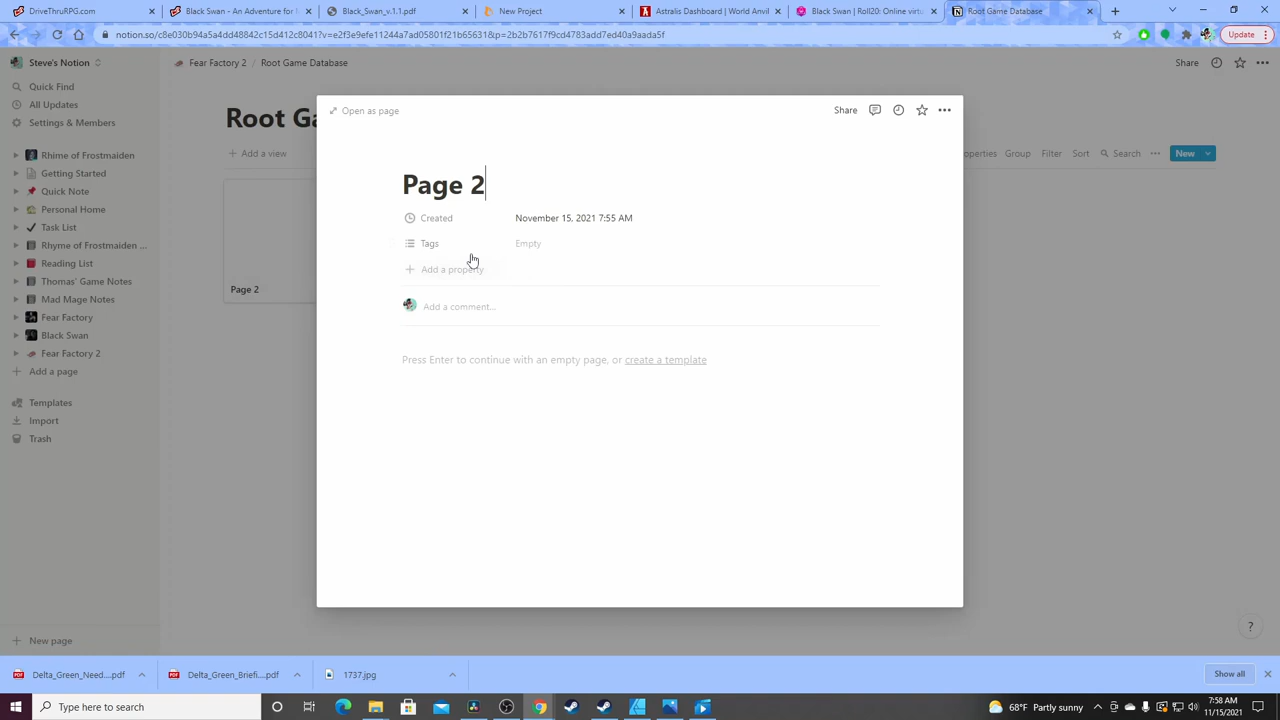 DriveThruRPG.com
Black Swan - An Adventure for M
Black_Swan_v.1.1.pdf
New Project
Astralis Dashboard | World Anvil
Black Swan | Roll20: Online virtu
Root Game Database
notion.so/c8e030b94a5a4dd48842c15d412c8041?v=e2f3e9efe11244a7ad05801f21b65631&p=2b2b7617f9cd4783add7ed40a9aada5f
Update
Steve's Notion
Fear Factory 2 / Root Game Database
Share
Quick Find
All Updates
Settings & Members
Rhime of Frostmaiden
Getting Started
Quick Note
Personal Home
Task List
Rhyme of Frostmaiden ...
Reading List
Thomas' Game Notes
Mad Mage Notes
Fear Factory
Black Swan
Fear Factory 2
Add a page
Templates
Import
Trash
New page
Root Ga
Add a view
operties
Group
Filter
Sort
Search
New
Page 2
Open as page
Share
Page 2
Created
November 15, 2021 7:55 AM
Tags
Empty
Add a property
Add a comment...
Press Enter to continue with an empty page, or create a template
?
Delta_Green_Need....pdf
Delta_Green_Briefi....pdf
1737.jpg
Show all
Type here to search
68°F Partly sunny
7:58 AM
11/15/2021